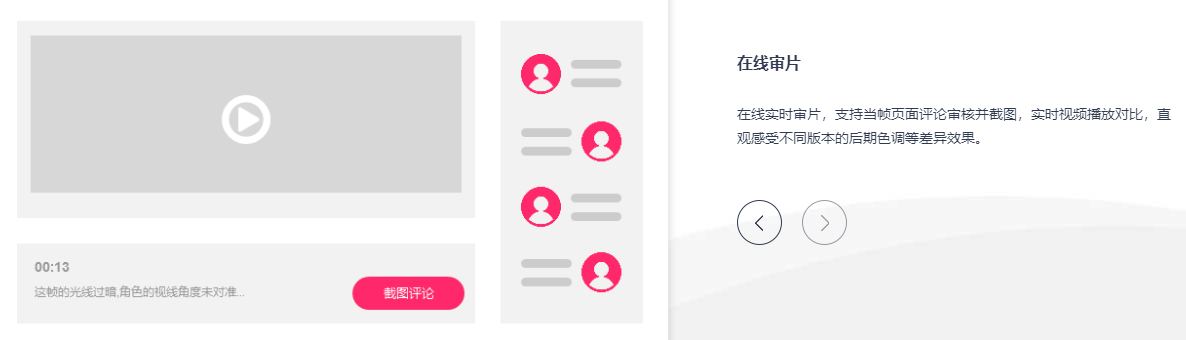 在线审片
在线实时审片，支持当帧页面评论审核并截图，实时视频播放对比，直
观感受不同版本的后期色调等差异效果。
00:13
这帧的光线过暗,角色的视线角度未对准...
截图评论